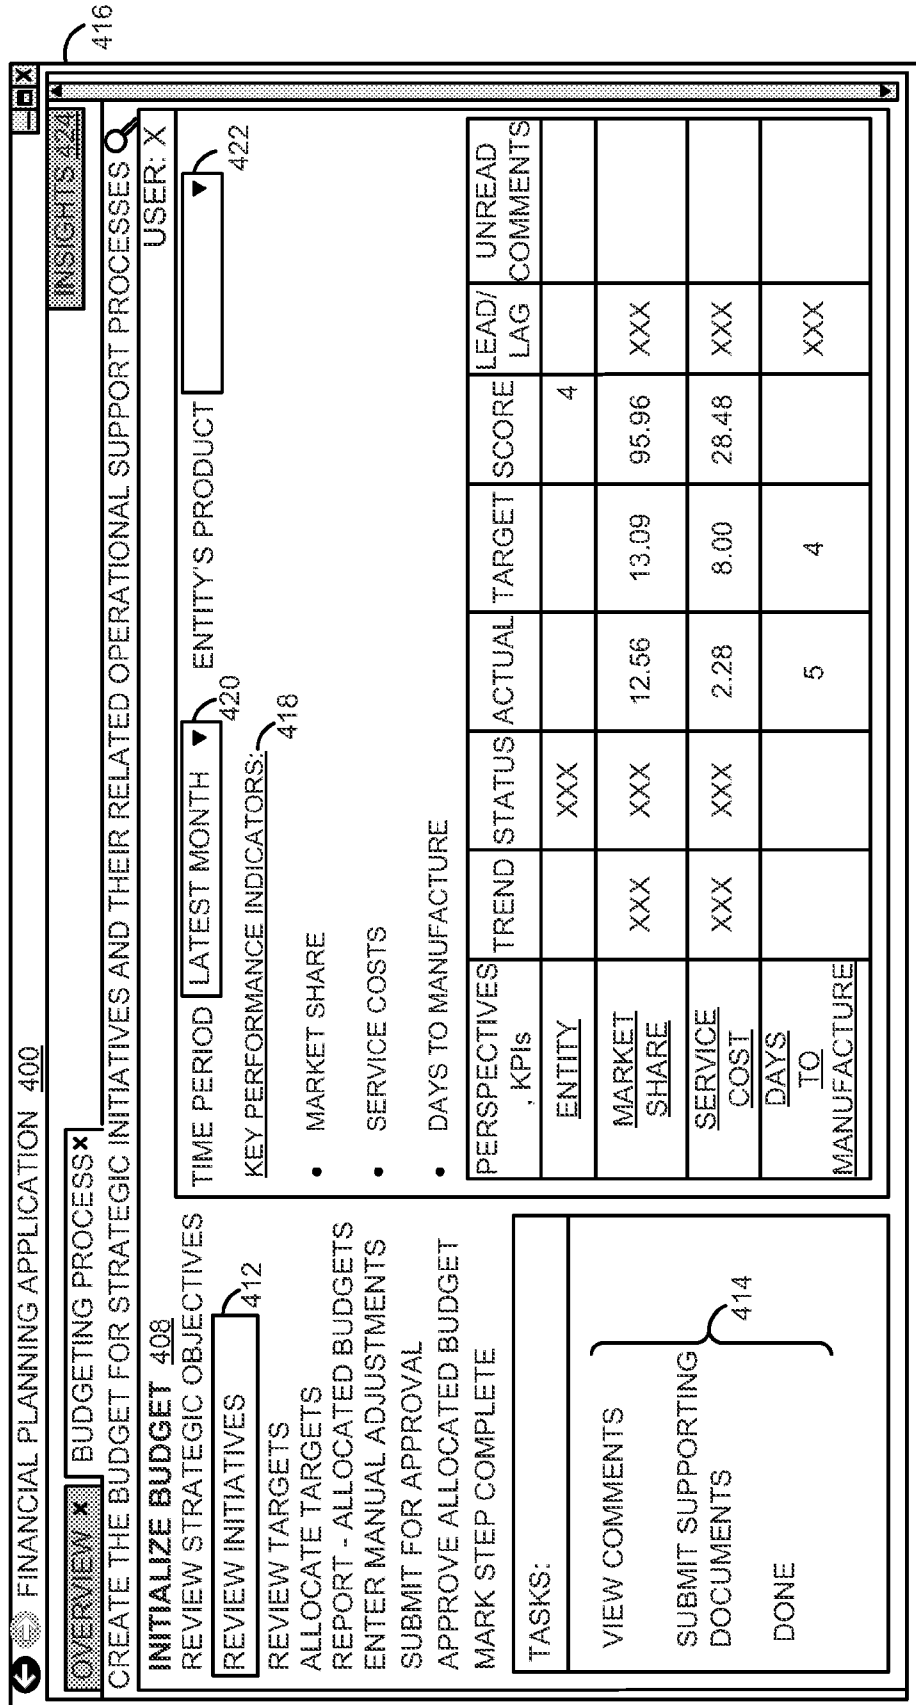 FINANCIAL PLANNING APPLICATION 400
416
OVERVIEW ×
BUDGETING PROCESS ×
INSIGHTS 424
CREATE THE BUDGET FOR STRATEGIC INITIATIVES AND THEIR RELATED OPERATIONAL SUPPORT PROCESSES
USER: X
INITIALIZE BUDGET 408
REVIEW STRATEGIC OBJECTIVES
REVIEW INITIATIVES
412
REVIEW TARGETS
ALLOCATE TARGETS
REPORT - ALLOCATED BUDGETS
ENTER MANUAL ADJUSTMENTS
SUBMIT FOR APPROVAL
APPROVE ALLOCATED BUDGET
MARK STEP COMPLETE
TASKS:
VIEW COMMENTS
SUBMIT SUPPORTING
DOCUMENTS
DONE
414
TIME PERIOD LATEST MONTH ▼ 420 ENTITY'S PRODUCT ▼ 422
KEY PERFORMANCE INDICATORS: 418
• MARKET SHARE
• SERVICE COSTS
• DAYS TO MANUFACTURE
PERSPECTIVES
, KPIs
TREND STATUS ACTUAL TARGET SCORE
LEAD/
LAG
UNREAD
COMMENTS
ENTITY XXX 4
MARKET
SHARE
XXX XXX 12.56 13.09 95.96 XXX
SERVICE
COST
XXX XXX 2.28 8.00 28.48 XXX
DAYS
TO
MANUFACTURE
5 4 XXX